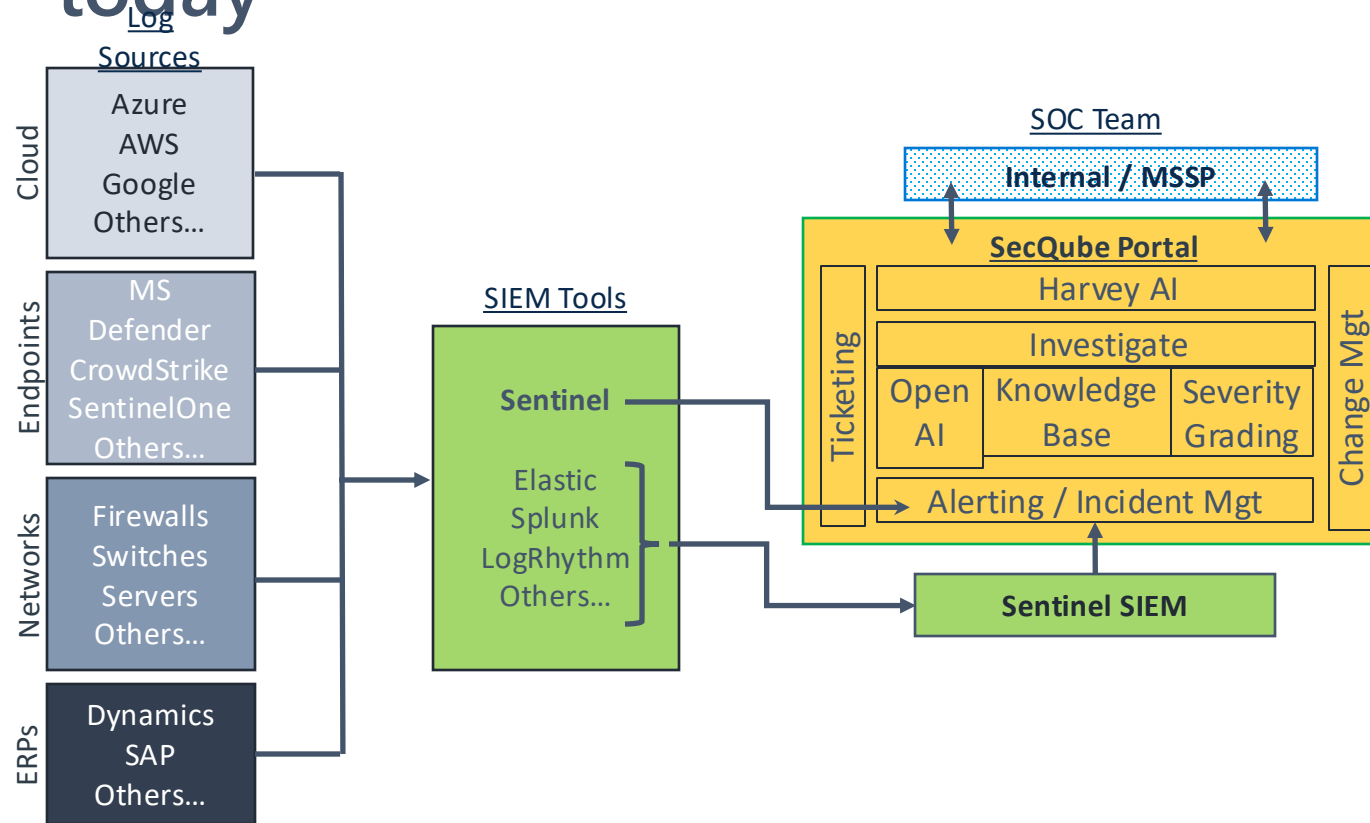 today
Log
Sources
Cloud
Azure
AWS
Google
Others...
Endpoints
MS
Defender
CrowdStrike
SentinelOne
Others...
Networks
Firewalls
Switches
Servers
Others...
ERPs
Dynamics
SAP
Others...
SIEM Tools
Sentinel
Elastic
Splunk
LogRhythm
Others...
SOC Team
Internal / MSSP
SecQube Portal
Ticketing
Harvey AI
Investigate
Open
AI
Knowledge
Base
Severity
Grading
Alerting / Incident Mgt
Change Mgt
Sentinel SIEM